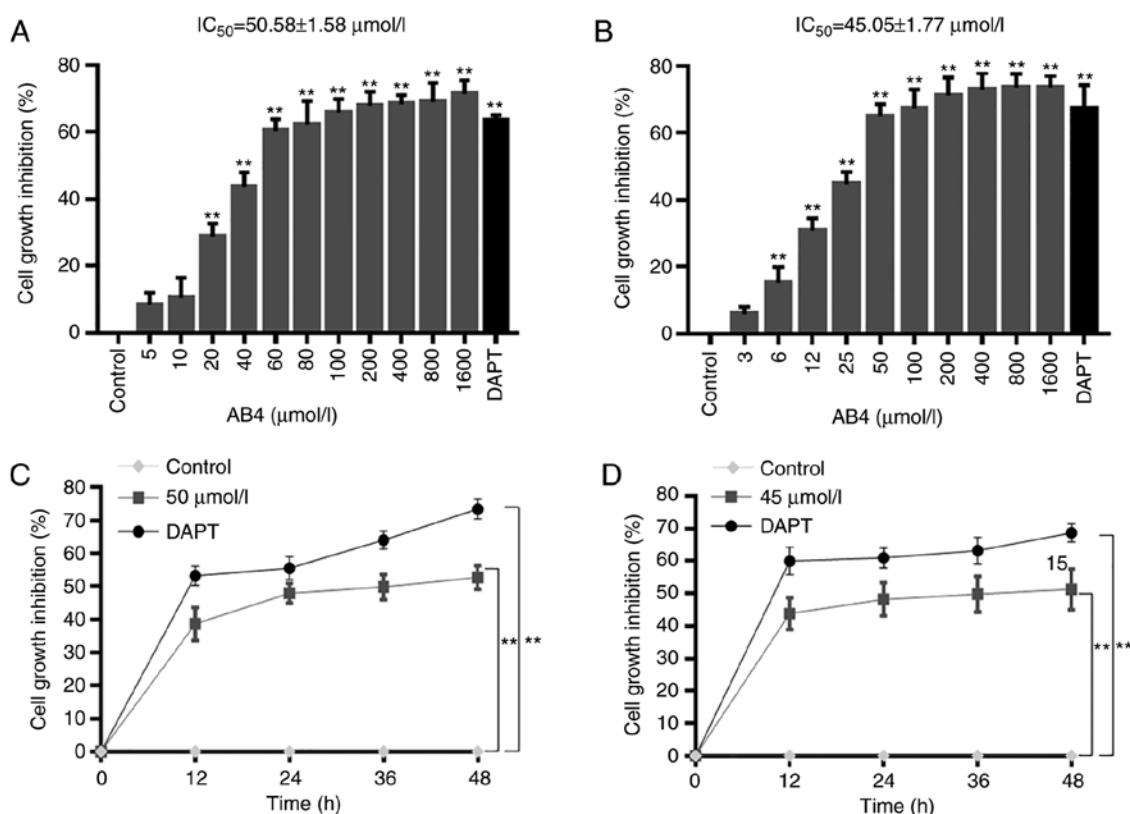 A
IC50=50.58±1.58 μmol/l
Cell growth inhibition (%)
80
60
40
20
0
** ** ** ** ** ** ** ** ** **
Control 5 10 20 40 60 80 100 200 400 800 1600 DAPT
AB4 (μmol/l)
B
IC50=45.05±1.77 μmol/l
Cell growth inhibition (%)
80
60
40
20
0
** ** ** ** ** ** ** ** ** **
Control 3 6 12 25 50 100 200 400 800 1600 DAPT
AB4 (μmol/l)
C
Control
50 μmol/l
DAPT
Cell growth inhibition (%)
80
70
60
50
40
30
20
10
0
** **
0 12 24 36 48
Time (h)
D
Control
45 μmol/l
DAPT
Cell growth inhibition (%)
80
70
60
50
40
30
20
10
0
15
** **
0 12 24 36 48
Time (h)